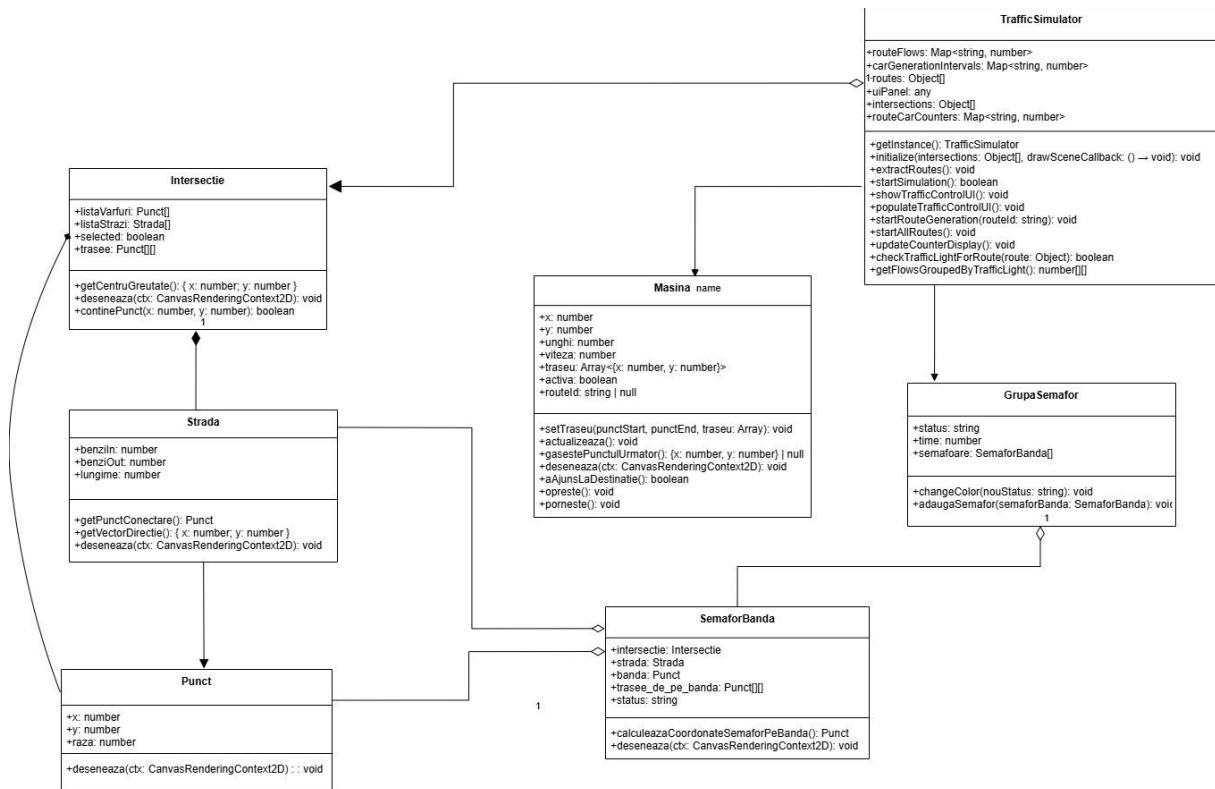 TrafficSimulator
+routeFlows: Map<string, number>
+carGenerationIntervals: Map<string, number>
1
+routes: Object[]
+uiPanel: any
+intersections: Object[]
+routeCarCounters: Map<string, number>
+getInstance(): TrafficSimulator
+initialize(intersections: Object[], drawSceneCallback: () → void): void
+extractRoutes(): void
+startSimulation(): boolean
+showTrafficControlUI(): void
+populateTrafficControlUI(): void
+startRouteGeneration(routeId: string): void
+startAllRoutes(): void
+updateCounterDisplay(): void
+checkTrafficLightForRoute(route: Object): boolean
+getFlowsGroupedByTrafficLight(): number[][]
Intersectie
+listaVarfuri: Punct[]
+listaStrazi: Strada[]
+selected: boolean
+trasee: Punct[][]
+getCentruGreutate(): { x: number; y: number }
+deseneaza(ctx: CanvasRenderingContext2D): void
+continePunct(x: number, y: number): boolean
1
Masina name
+x: number
+y: number
+unghi: number
+viteza: number
+traseu: Array<{x: number, y: number}>
+activa: boolean
+routeId: string | null
+setTraseu(punctStart, punctEnd, traseu: Array): void
+actualizeaza(): void
+gasestePunctulUrmator(): {x: number, y: number} | null
+deseneaza(ctx: CanvasRenderingContext2D): void
+aAjunsLaDestinatie(): boolean
+opreste(): void
+porneste(): void
GrupaSemafor
+status: string
+time: number
+semafoare: SemaforBanda[]
+changeColor(nouStatus: string): void
+adaugaSemafor(semaforBanda: SemaforBanda): void
1
Strada
+benziIn: number
+benziOut: number
+lungime: number
+getPunctConectare(): Punct
+getVectorDirectie(): { x: number; y: number }
+deseneaza(ctx: CanvasRenderingContext2D): void
SemaforBanda
+intersectie: Intersectie
+strada: Strada
+banda: Punct
+trasee_de_pe_banda: Punct[][]
+status: string
+calculeazaCoordonateSemaforPeBanda(): Punct
+deseneaza(ctx: CanvasRenderingContext2D): void
1
Punct
+x: number
+y: number
+raza: number
+deseneaza(ctx: CanvasRenderingContext2D) : : void